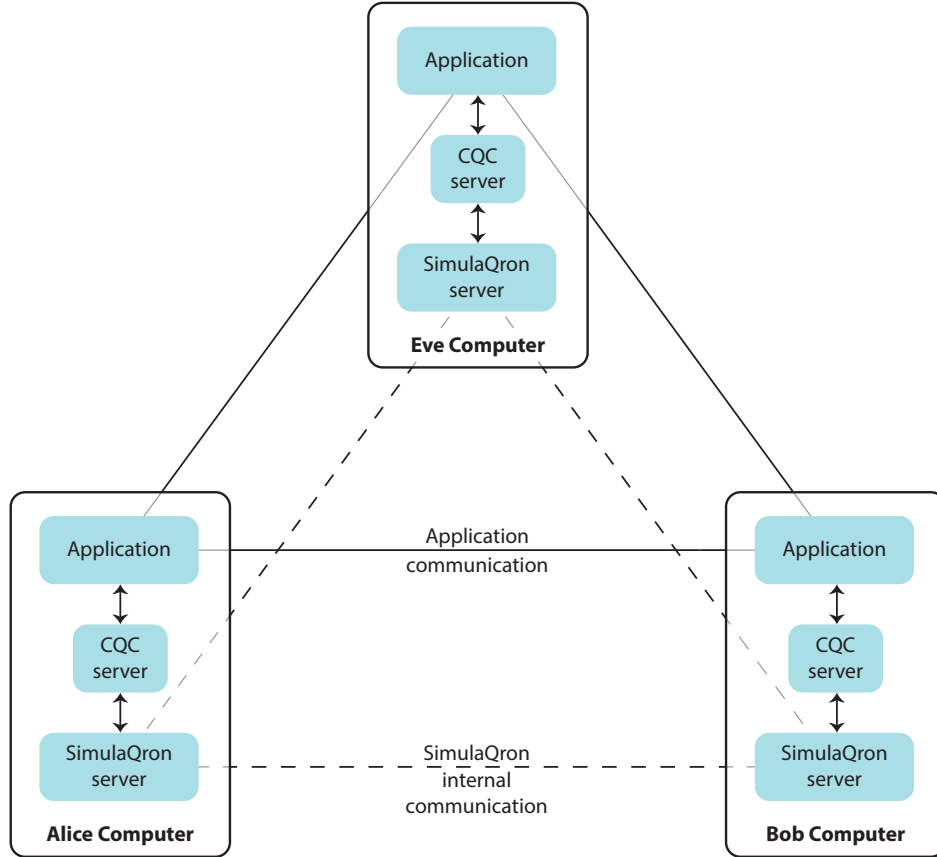 Application
CQC
server
SimulaQron
server
Eve Computer
Application
CQC
server
SimulaQron
server
Alice Computer
Application
communication
SimulaQron
internal
communication
Application
CQC
server
SimulaQron
server
Bob Computer